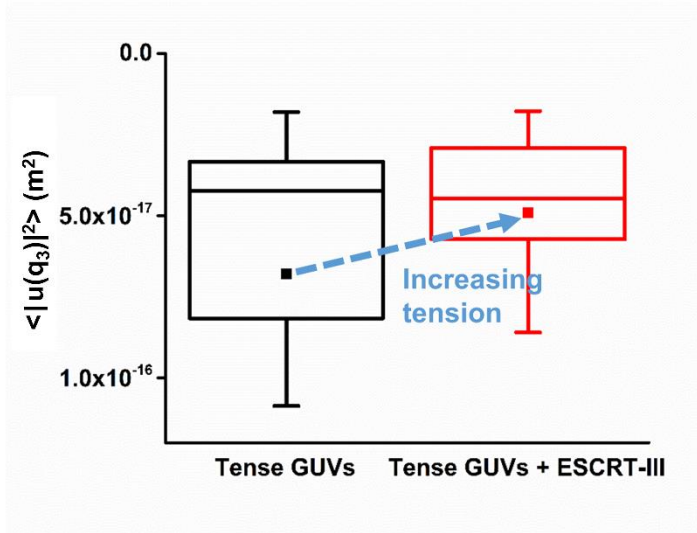 0.0
<|u(q₃)|²> (m²)
5.0x10⁻¹⁷
Increasing
tension
1.0x10⁻¹⁶
Tense GUVs
Tense GUVs + ESCRT-III